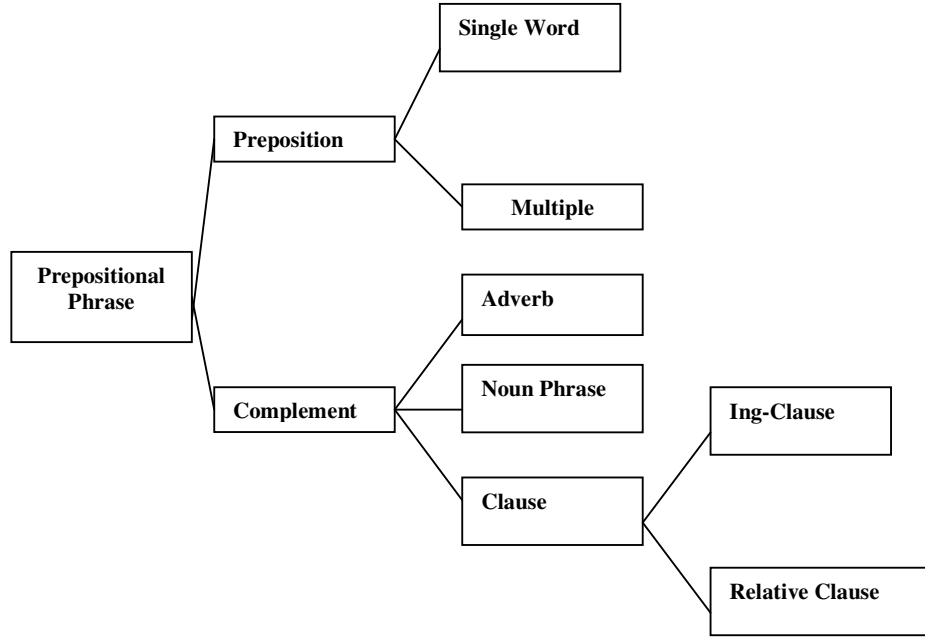 Single Word
Preposition
Multiple
Prepositional
Phrase
Adverb
Noun Phrase
Complement
Ing-Clause
Clause
Relative Clause